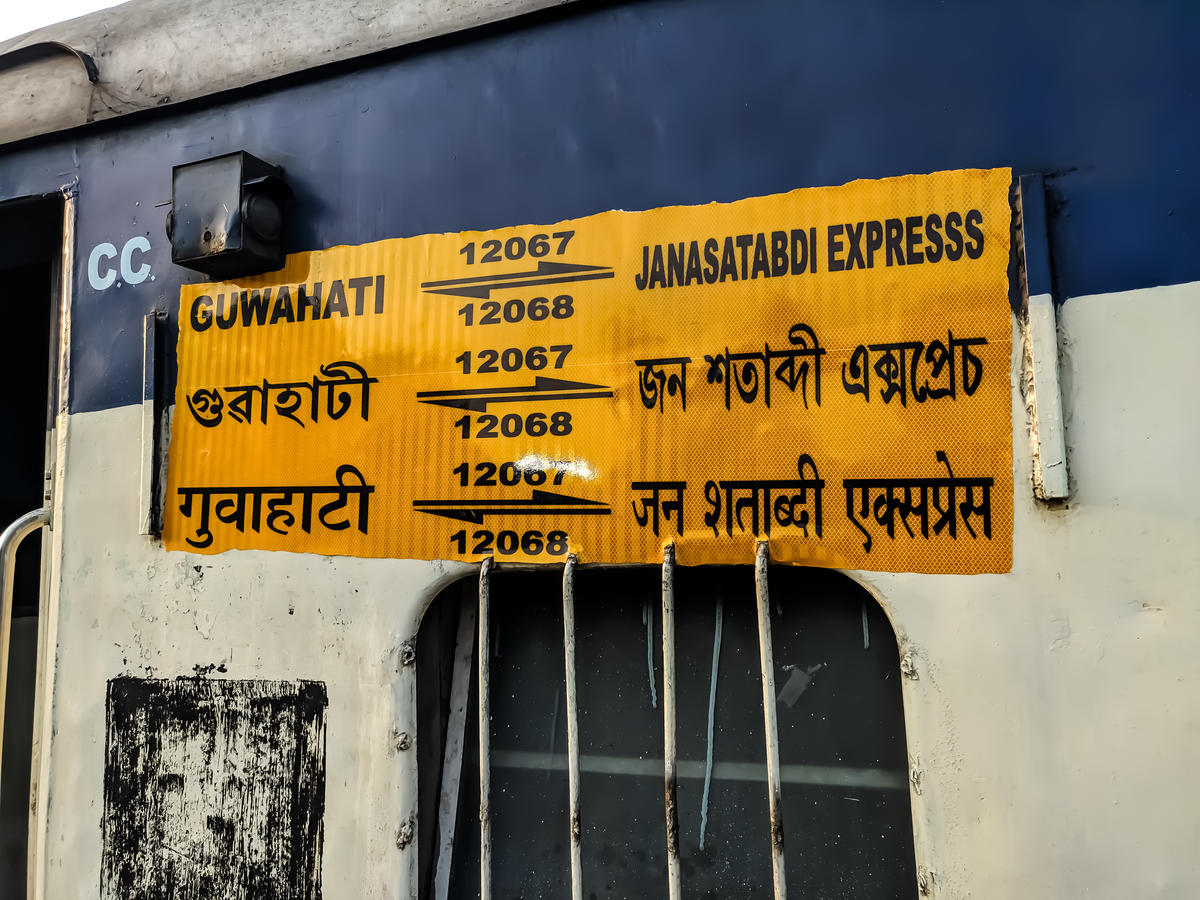 C.C.
12067
GUWAHATI JANASATABDI EXPRESSS
12068
12067
গুৱাহাটী জন শতাব্দী এক্সপ্ৰেচ
12068
12067
गुवाहाटी जन शताब्दी एक्सप्रेस
12068